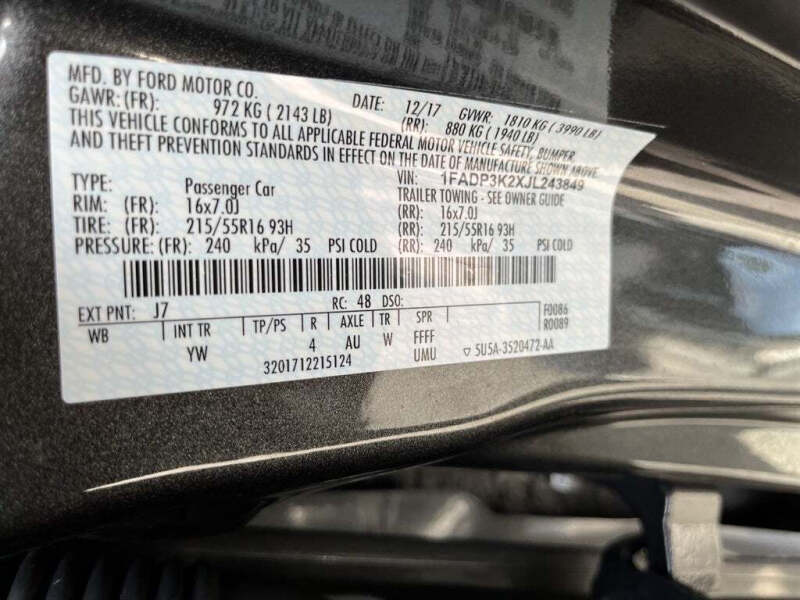 MFD. BY FORD MOTOR CO.
DATE: 12/17 GVWR: 1810 KG ( 3990 LB)
GAWR: (FR): 972 KG ( 2143 LB) (RR): 880 KG ( 1940 LB)
THIS VEHICLE CONFORMS TO ALL APPLICABLE FEDERAL MOTOR VEHICLE SAFETY, BUMPER,
AND THEFT PREVENTION STANDARDS IN EFFECT ON THE DATE OF MANUFACTURE SHOWN ABOVE.
VIN: 1FADP3K2XJL243849
TYPE: Passenger Car TRAILER TOWING - SEE OWNER GUIDE
RIM: (FR): 16x7.0J (RR): 16x7.0J
TIRE: (FR): 215/55R16 93H (RR): 215/55R16 93H
PRESSURE: (FR): 240 kPa/ 35 PSI COLD (RR): 240 kPa/ 35 PSI COLD
EXT PNT: J7 RC: 48 DSO: F0086
R0089
WB INT TR TP/PS R AXLE TR SPR
YW 4 AU W FFFF
UMU
3201712215124 5U5A-3520472-AA